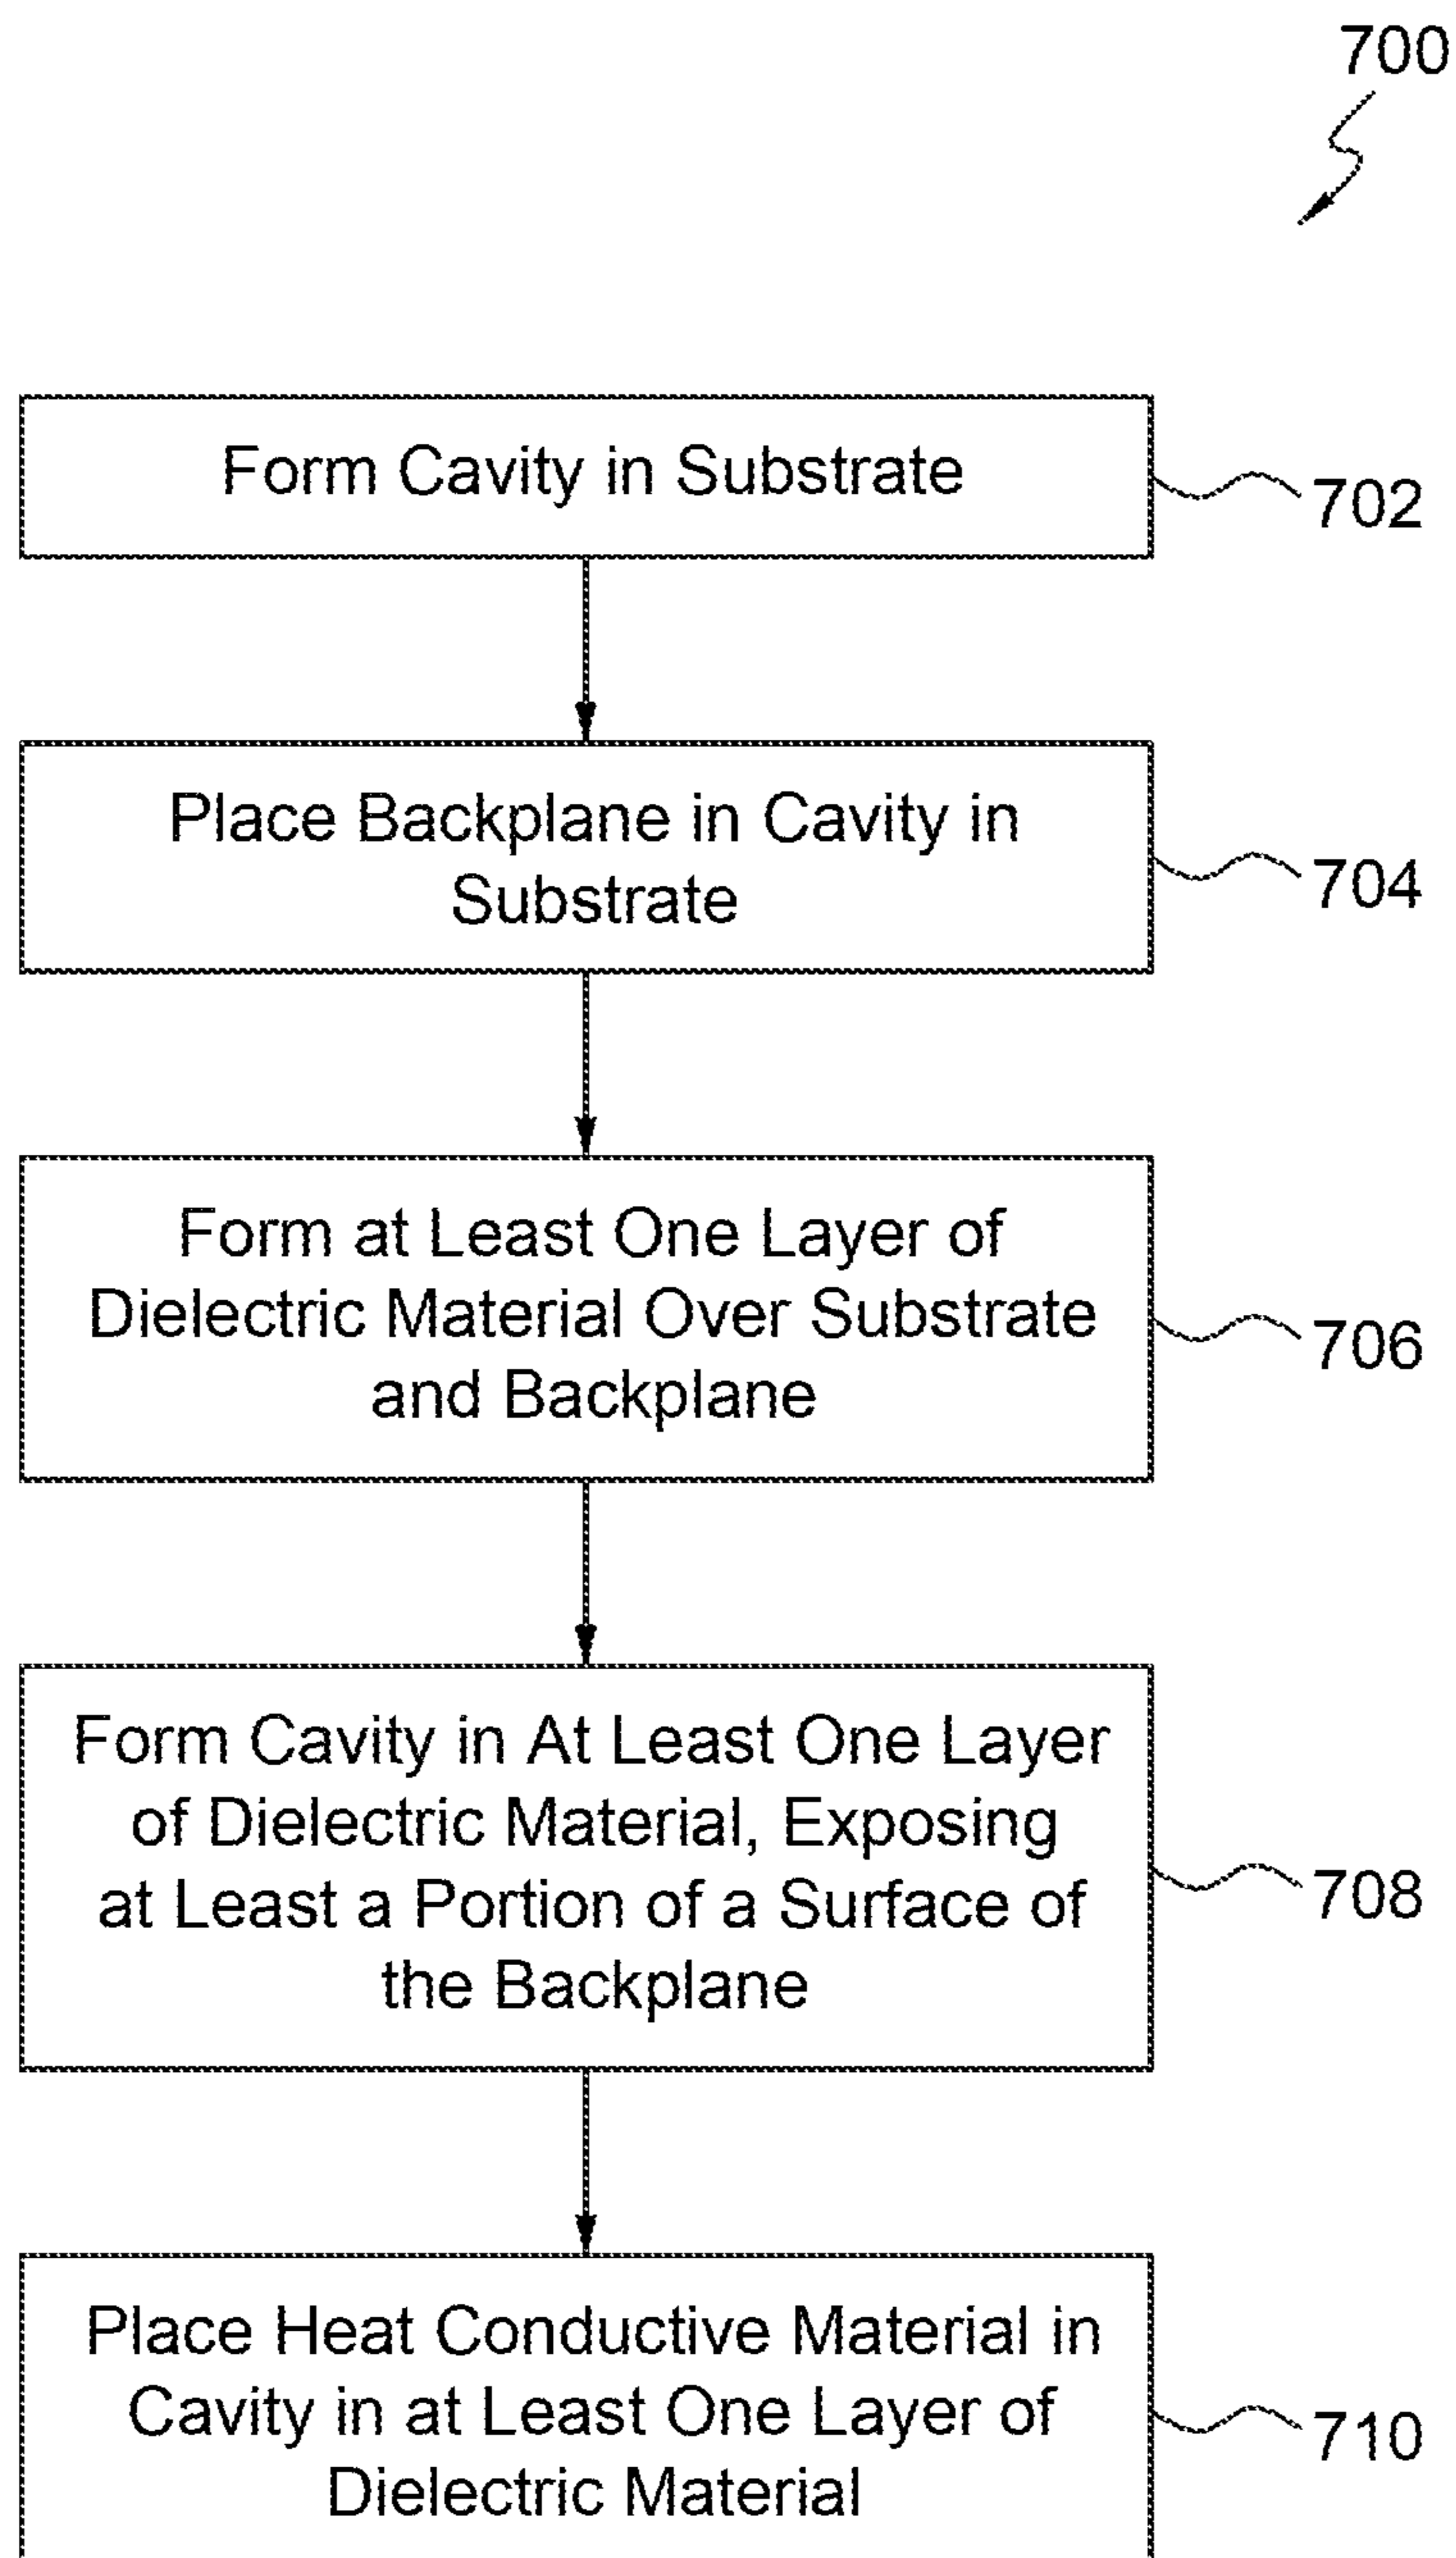 700
Form Cavity in Substrate
702
Place Backplane in Cavity in
Substrate
704
Form at Least One Layer of
Dielectric Material Over Substrate
and Backplane
706
Form Cavity in At Least One Layer
of Dielectric Material, Exposing
at Least a Portion of a Surface of
the Backplane
708
Place Heat Conductive Material in
Cavity in at Least One Layer of
Dielectric Material
710